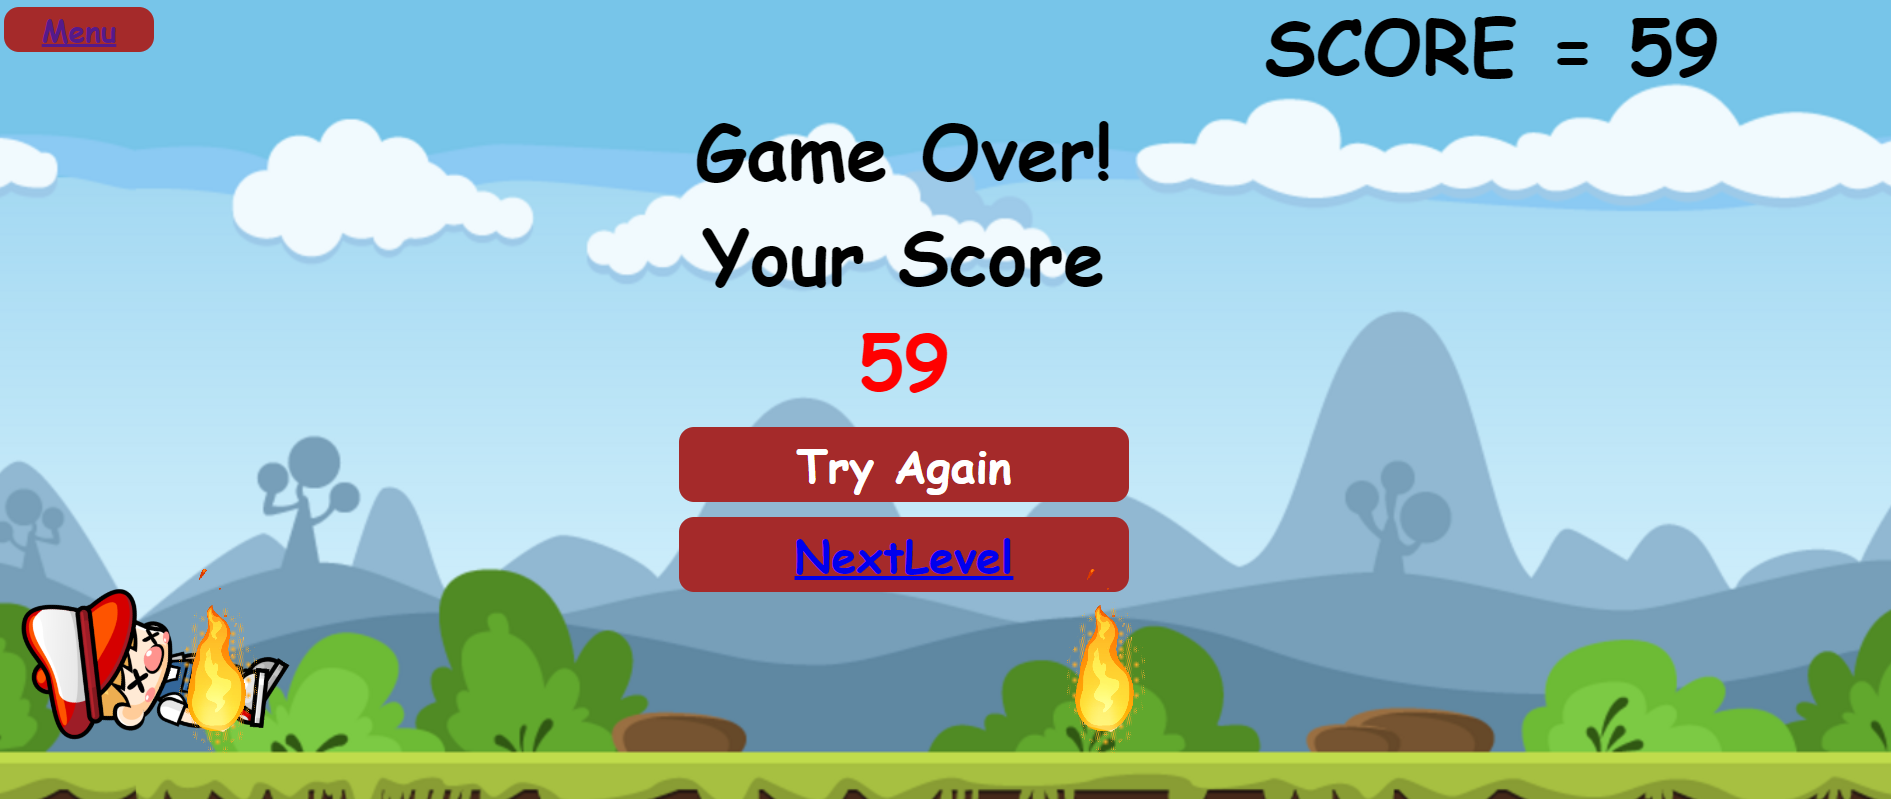 Menu
SCORE = 59
Game Over!
Your Score
59
Try Again
NextLevel